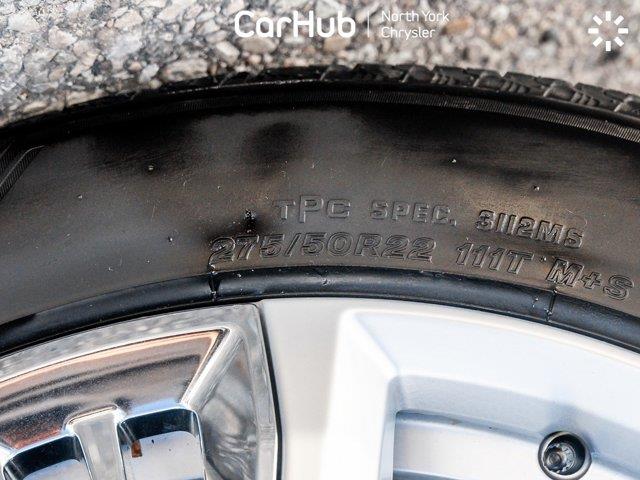 CarHub North York
Chrysler
TPC SPEC. 3112MS
275/50R22 111T M+S